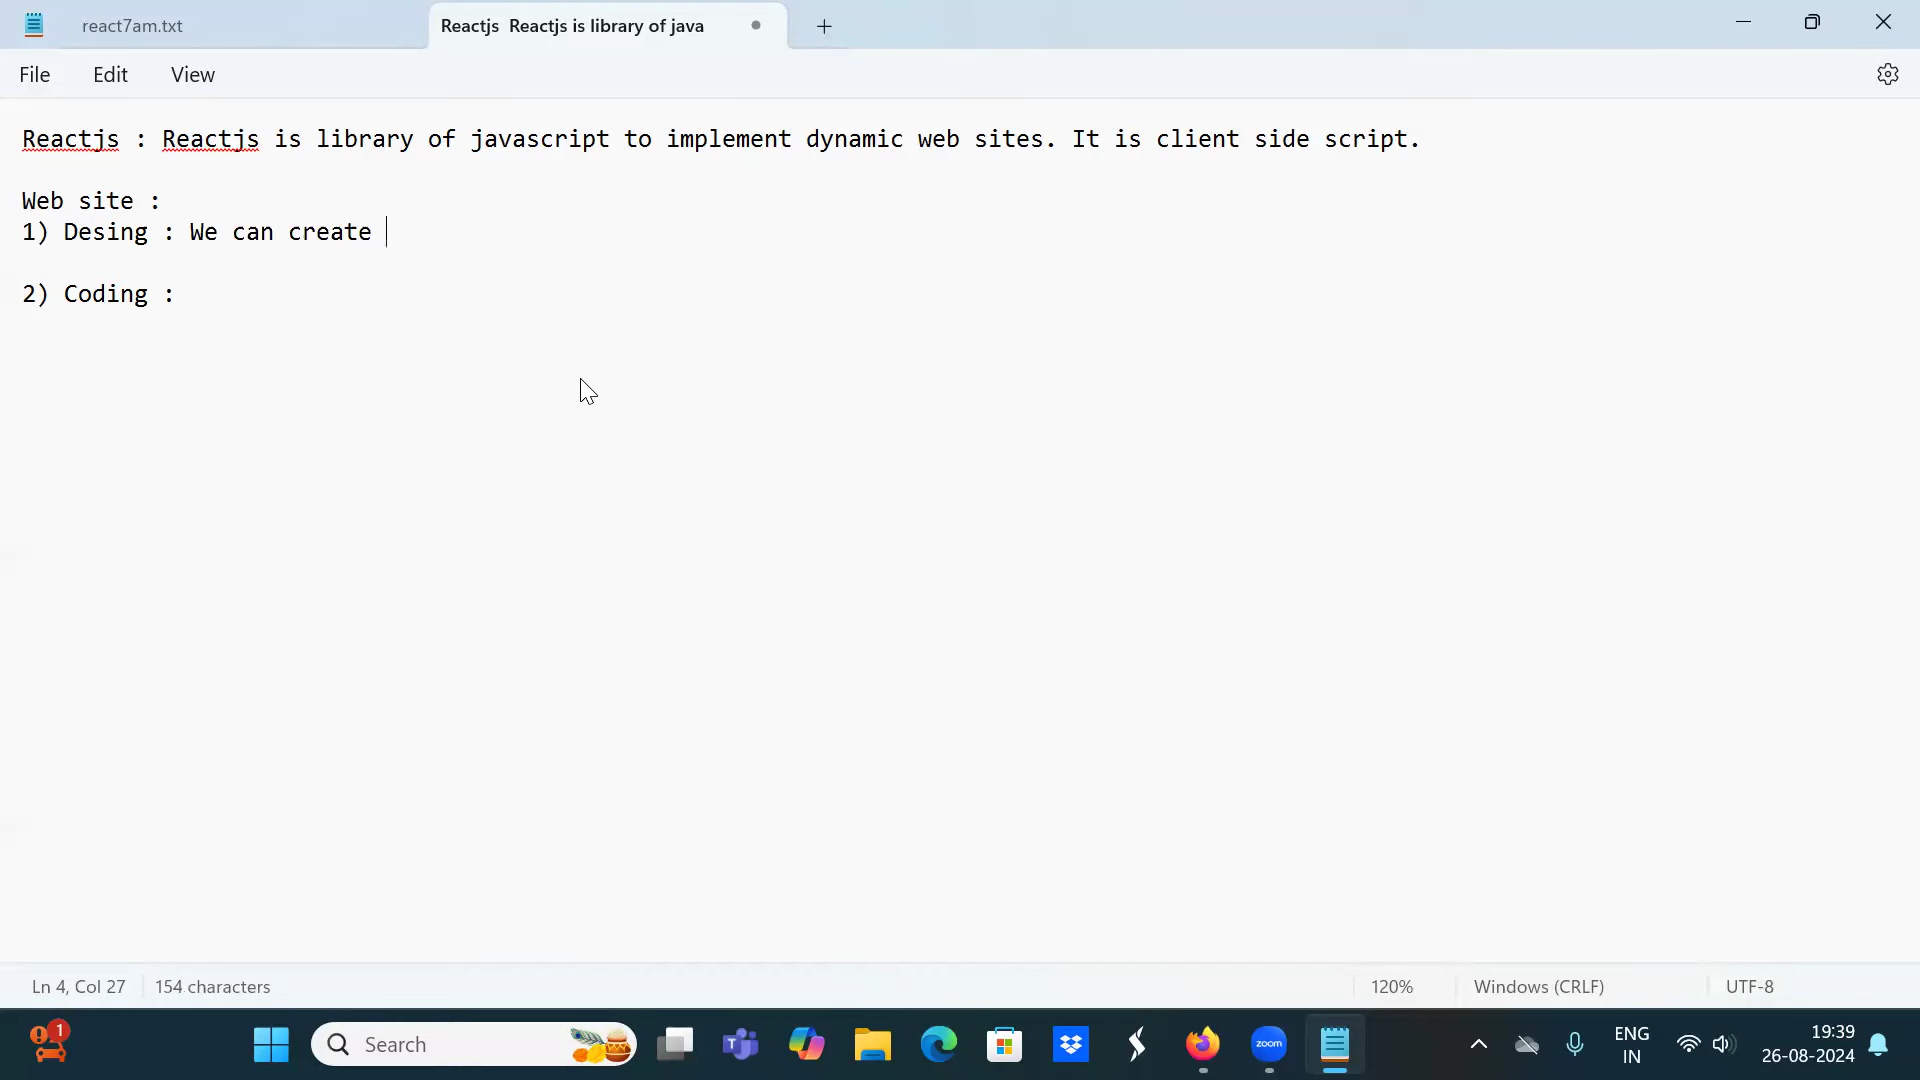 react7am.txt
Reactjs  Reactjs is library of java
File Edit View
Reactjs : Reactjs is library of javascript to implement dynamic web sites. It is client side script.
Web site :
1) Desing : We can create
2) Coding :
Ln 4, Col 27 154 characters 120% Windows (CRLF) UTF-8
1
Search
zoom
ENG
IN
19:39
26-08-2024